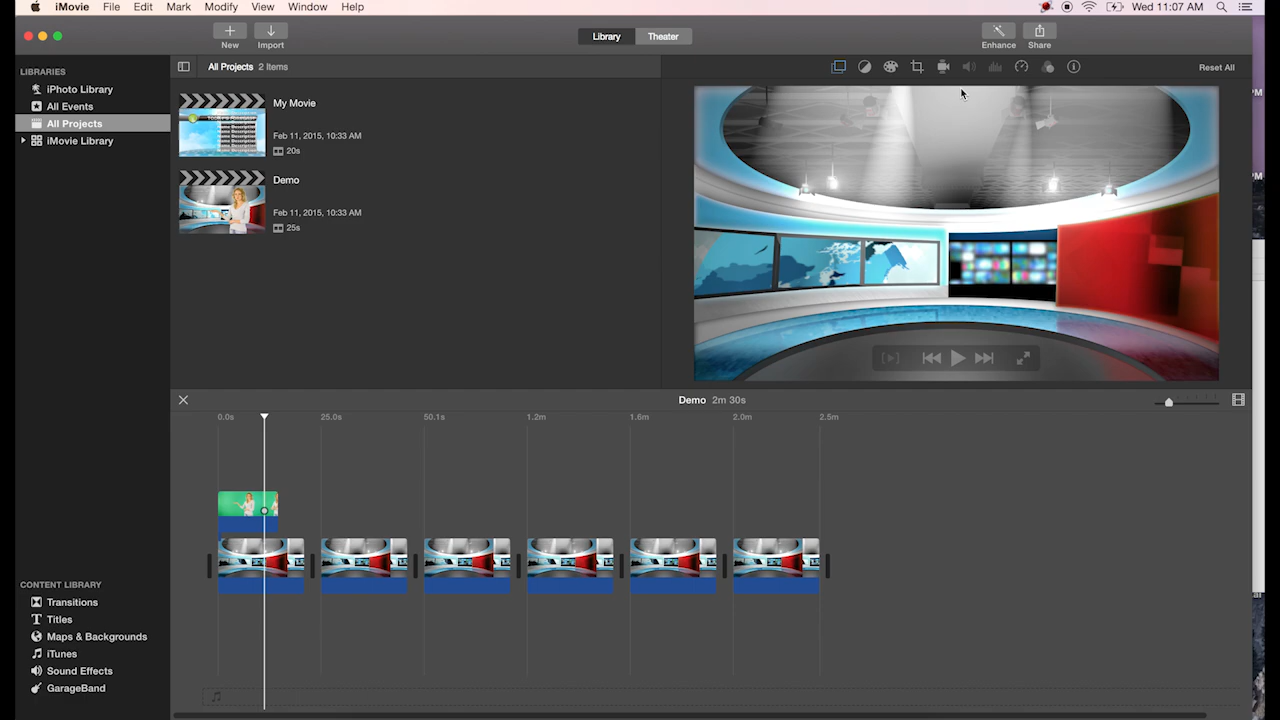 iMovie File Edit Mark Modify View Window Help Wed 11:07 AM
Library Theater
New Import Enhance Share
LIBRARIES
iPhoto Library
All Events
All Projects
iMovie Library
All Projects 2 Items
Reset All
My Movie
Feb 11, 2015, 10:33 AM
20s
Demo
Feb 11, 2015, 10:33 AM
25s
Demo 2m 30s
0.0s 25.0s 50.1s 1.2m 1.6m 2.0m 2.5m
CONTENT LIBRARY
Transitions
Titles
Maps & Backgrounds
iTunes
Sound Effects
GarageBand
PM
PM